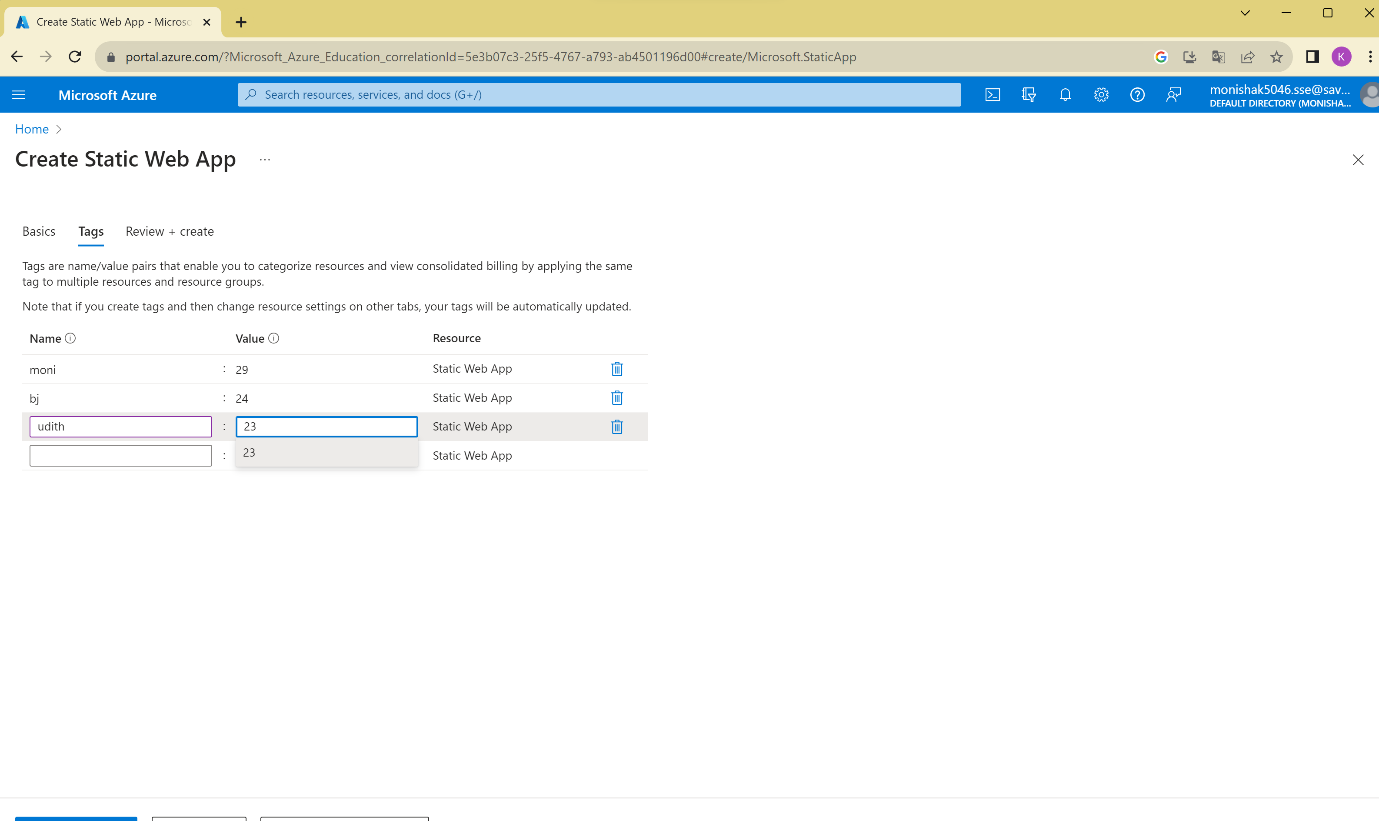 Create Static Web App - Micros
portal.azure.com/?Microsoft_Azure_Education_correlationId=5e3b07c3-25f5-4767-a793-ab4501196d00#create/Microsoft.StaticApp
K
Microsoft Azure
Search resources, services, and docs (G+/)
monishak5046.sse@sav...
DEFAULT DIRECTORY (MONISHA...
Home >
Create Static Web App ...
Basics Tags Review + create
Tags are name/value pairs that enable you to categorize resources and view consolidated billing by applying the same
tag to multiple resources and resource groups.
Note that if you create tags and then change resource settings on other tabs, your tags will be automatically updated.
Name Value Resource
moni : 29 Static Web App
bj : 24 Static Web App
udith : 23 Static Web App
23
: Static Web App